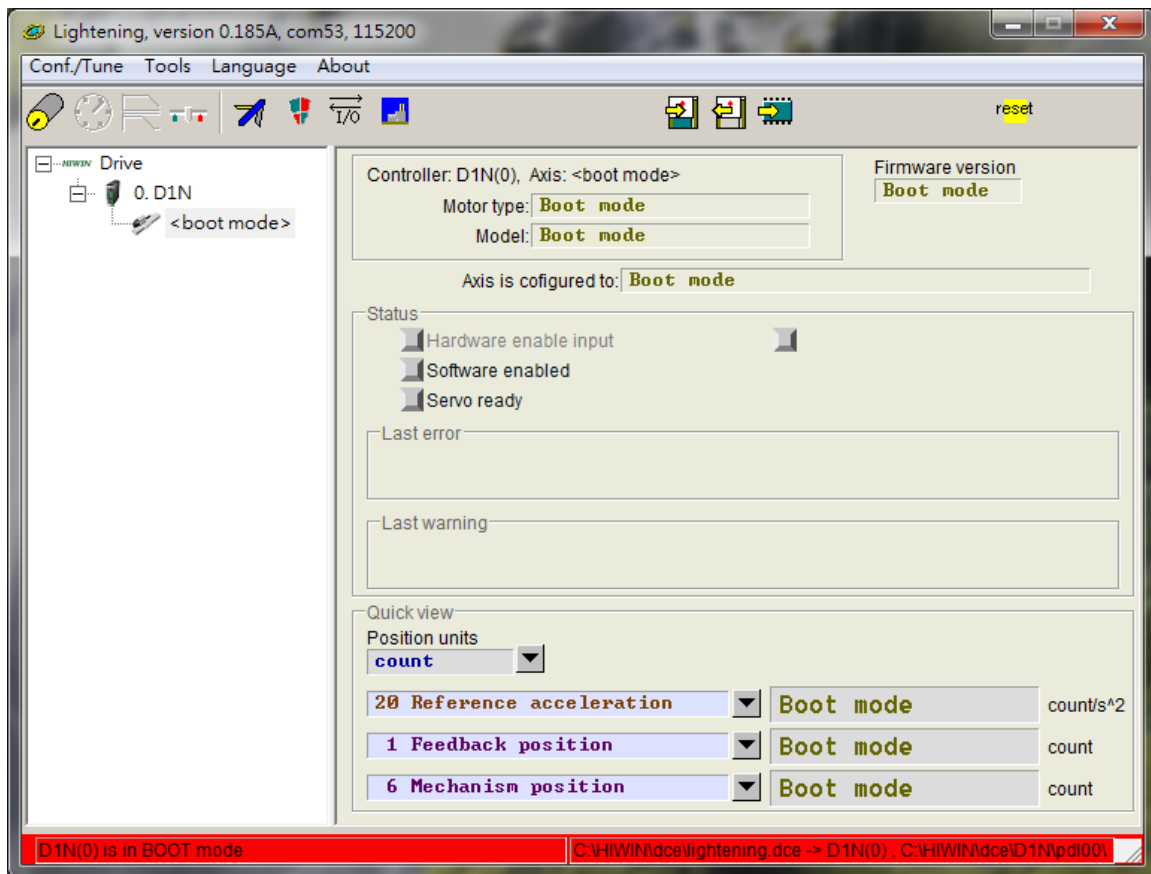 Lightening, version 0.185A, com53, 115200
Conf./Tune Tools Language About
I/O
reset
HIWIN Drive
0. D1N
<boot mode>
Controller: D1N(0), Axis: <boot mode>
Motor type: Boot mode
Model: Boot mode
Firmware version
Boot mode
Axis is cofigured to: Boot mode
Status
Hardware enable input
Software enabled
Servo ready
Last error
Last warning
Quick view
Position units
count
20 Reference acceleration Boot mode count/s^2
1 Feedback position Boot mode count
6 Mechanism position Boot mode count
D1N(0) is in BOOT mode C:\HIWIN\dce\lightening.dce -> D1N(0) , C:\HIWIN\dce\D1N\pdl00\